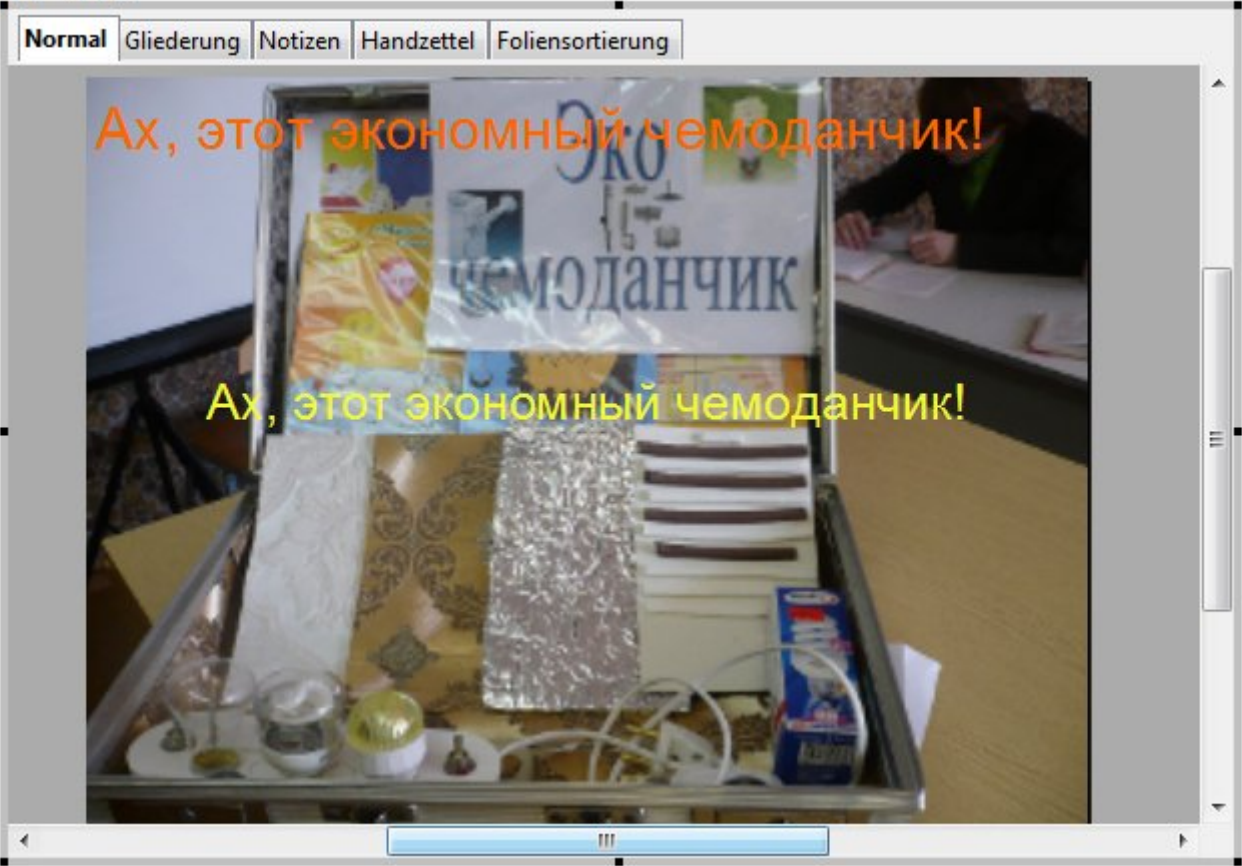 Normal Gliederung Notizen Handzettel Foliensortierung
Ах, этот экономный чемоданчик!
Эко
чемоданчик
Ах, этот экономный чемоданчик!